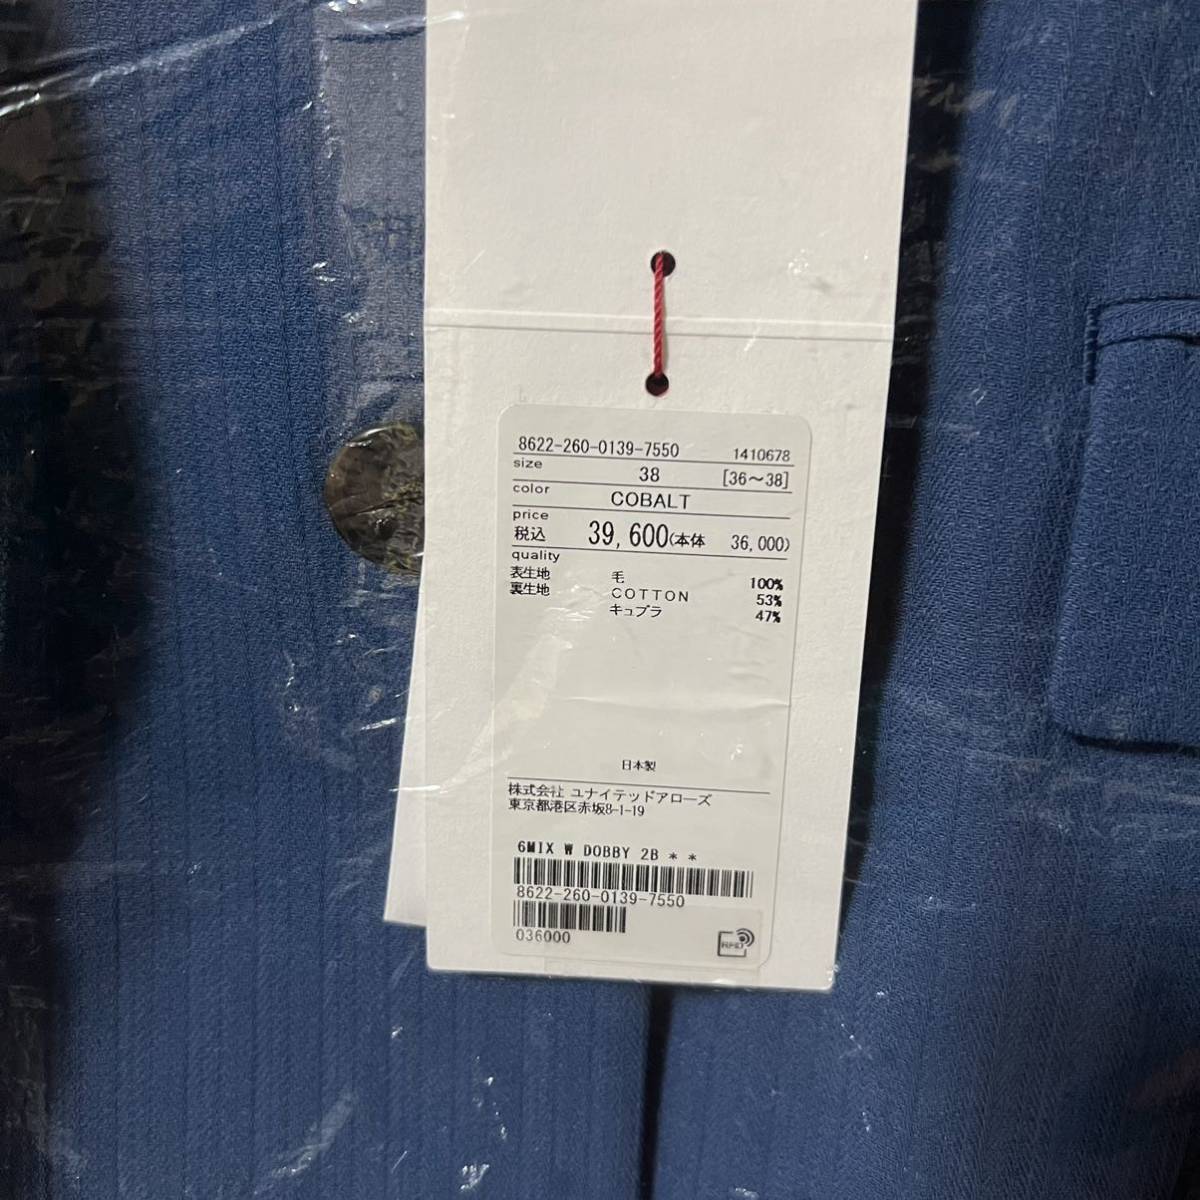 8622-260-0139-7550 1410678
size 38 [36～38]
color COBALT
price
税込 39,600(本体 36,000)
quality
表生地 毛 100%
裏生地 COTTON 53%
キュプラ 47%
日本製
株式会社 ユナイテッドアローズ
東京都港区赤坂8-1-19
6MIX W DOBBY 2B * *
8622-260-0139-7550
036000
RFID